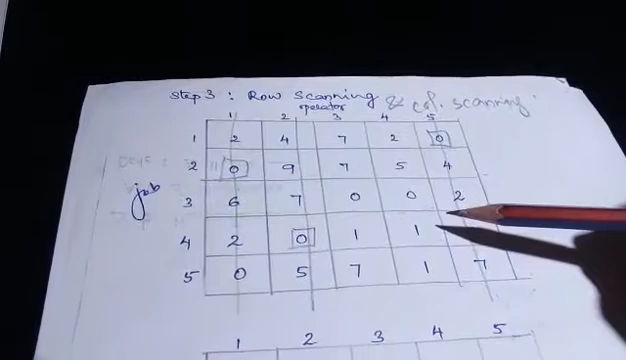 Step 3 : Row Scanning & col. scanning.
operator
1 2 3 4 5
1 2 4 7 2 0
2 0 9 7 5 4
job
3 6 7 0 0 2
4 2 0 1 1
5 0 5 7 1 7
1 2 3 4 5